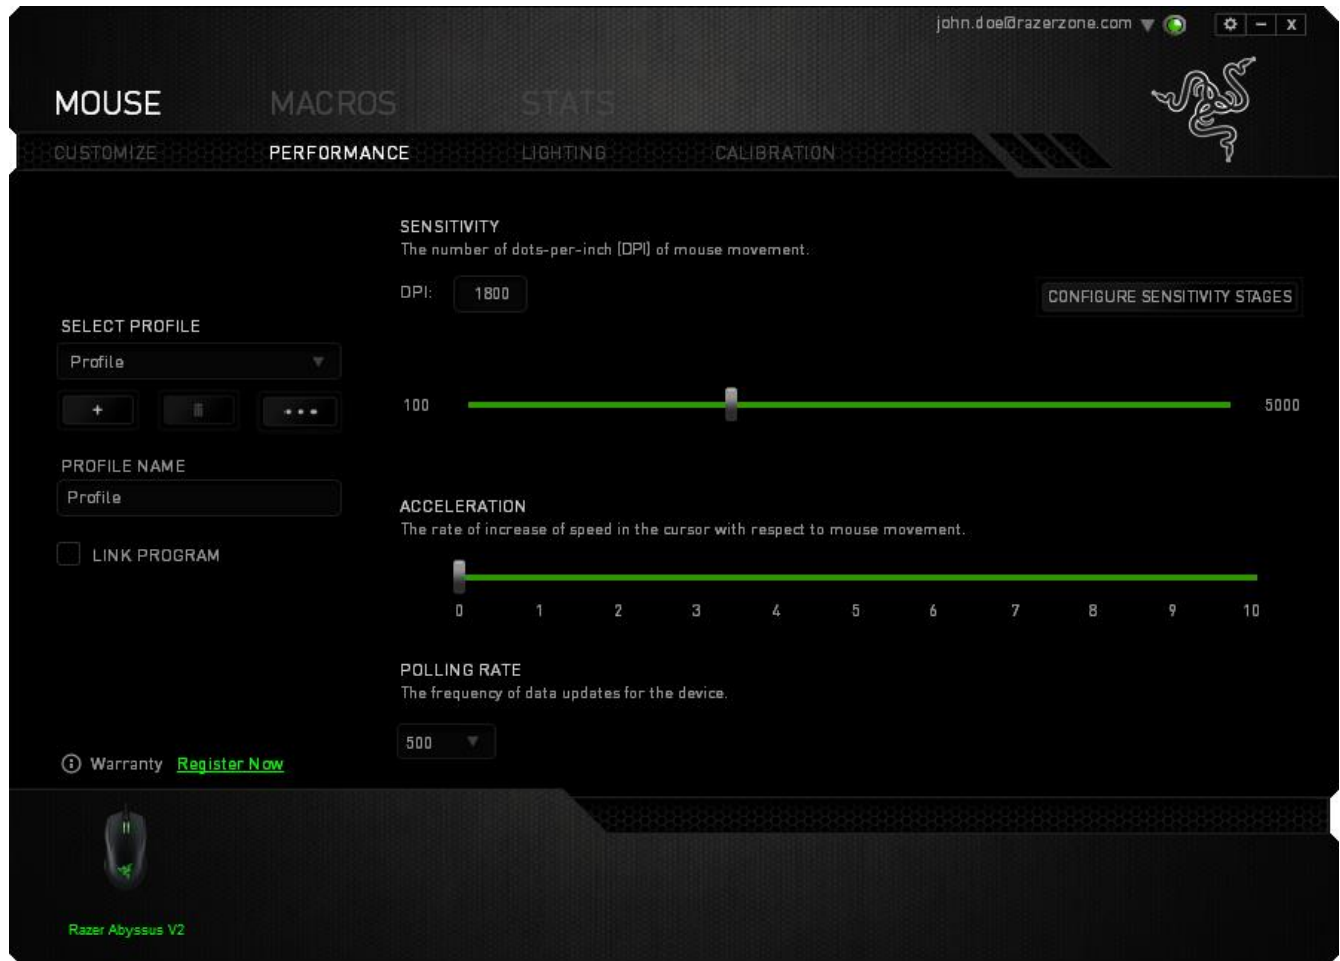 john.doe@razerzone.com
MOUSE MACROS STATS
CUSTOMIZE PERFORMANCE LIGHTING CALIBRATION
SENSITIVITY
The number of dots-per-inch (DPI) of mouse movement.
DPI: 1800
CONFIGURE SENSITIVITY STAGES
SELECT PROFILE
Profile
+
100 5000
PROFILE NAME
Profile
ACCELERATION
The rate of increase of speed in the cursor with respect to mouse movement.
LINK PROGRAM
0 1 2 3 4 5 6 7 8 9 10
POLLING RATE
The frequency of data updates for the device.
500
Warranty Register Now
Razer Abyssus V2